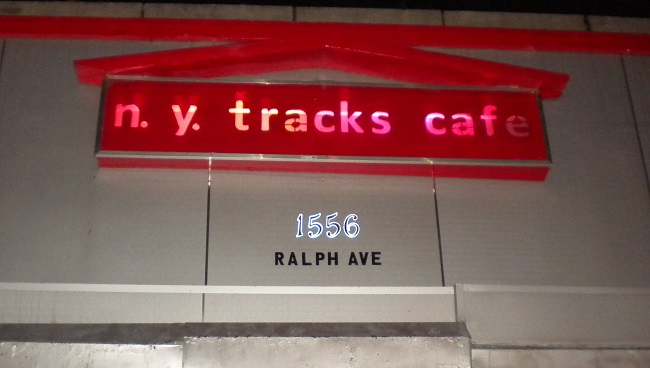 n. y. tracks cafe
1556
RALPH AVE